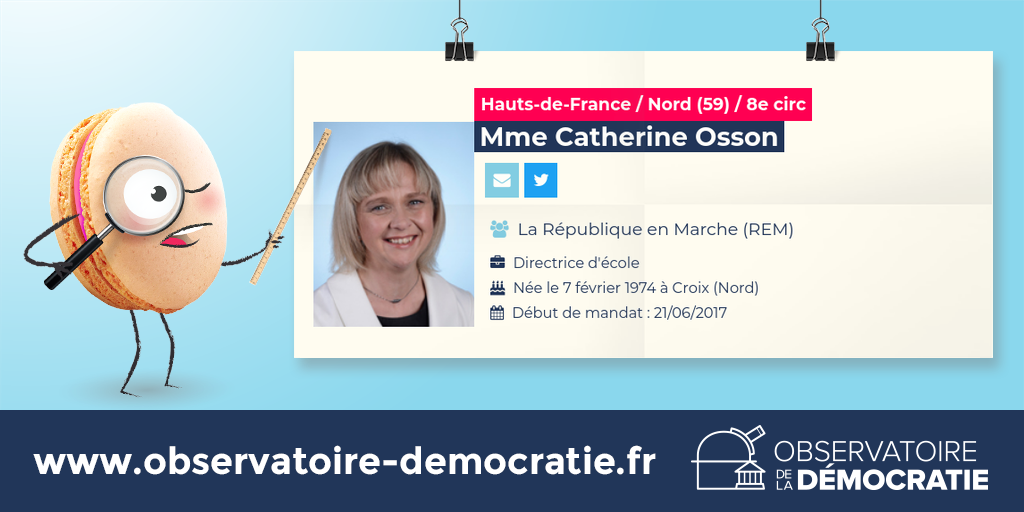 Hauts-de-France / Nord (59) / 8e circ
Mme Catherine Osson
La République en Marche (REM)
Directrice d'école
Née le 7 février 1974 à Croix (Nord)
Début de mandat : 21/06/2017
www.observatoire-democratie.fr
OBSERVATOIRE
DE LA DÉMOCRATIE